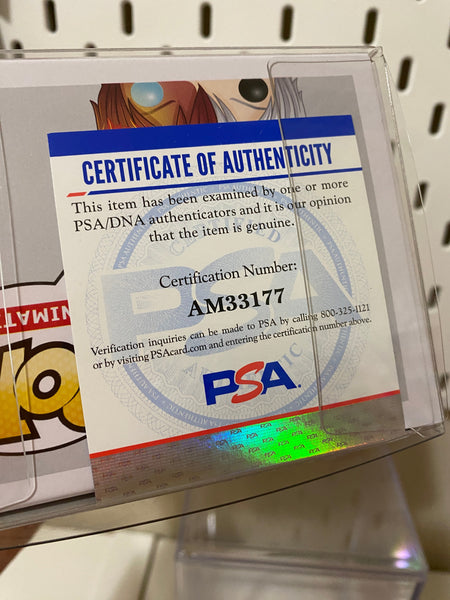 CERTIFICATE OF AUTHENTICITY
This item has been examined by one or more
PSA/DNA authenticators and it is our opinion
that the item is genuine.
Certification Number:
AM33177
Verification inquiries can be made to PSA by calling 800-325-1121
or by visiting PSAcard.com and entering the certification number above.
PSA